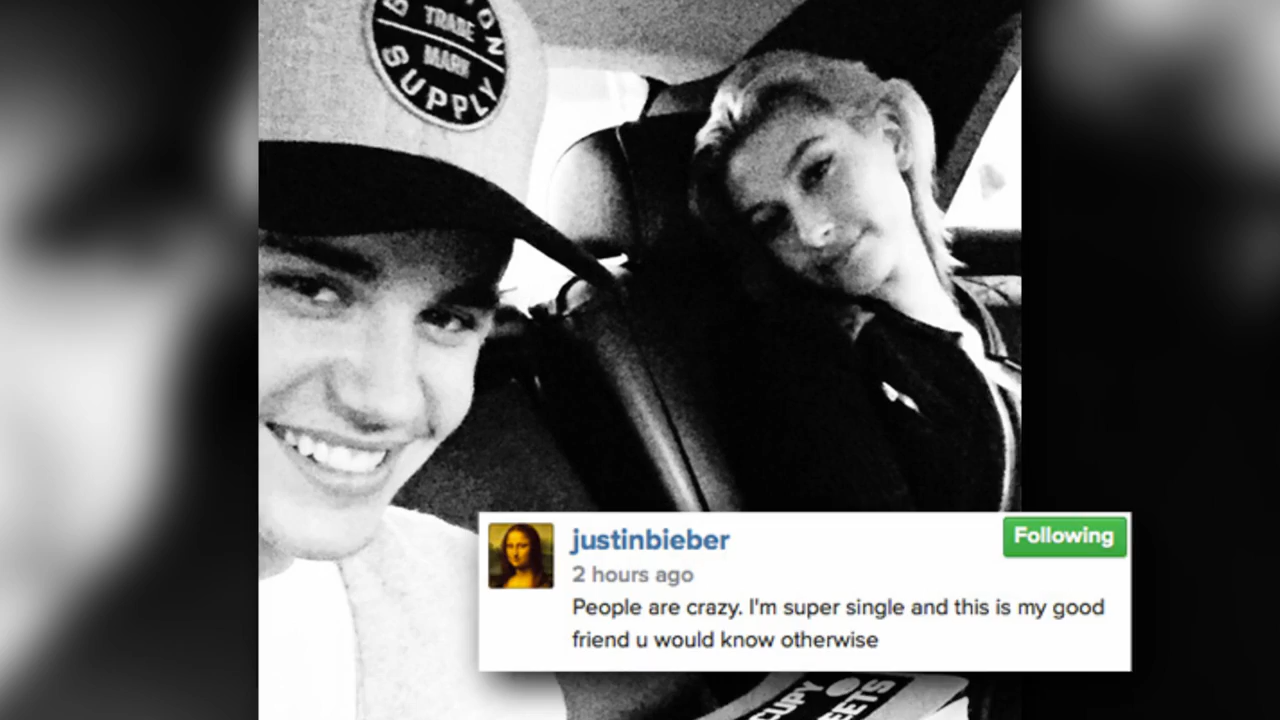 TRADE
MARK
SUPPLY
justinbieber
Following
2 hours ago
People are crazy. I'm super single and this is my good
friend u would know otherwise